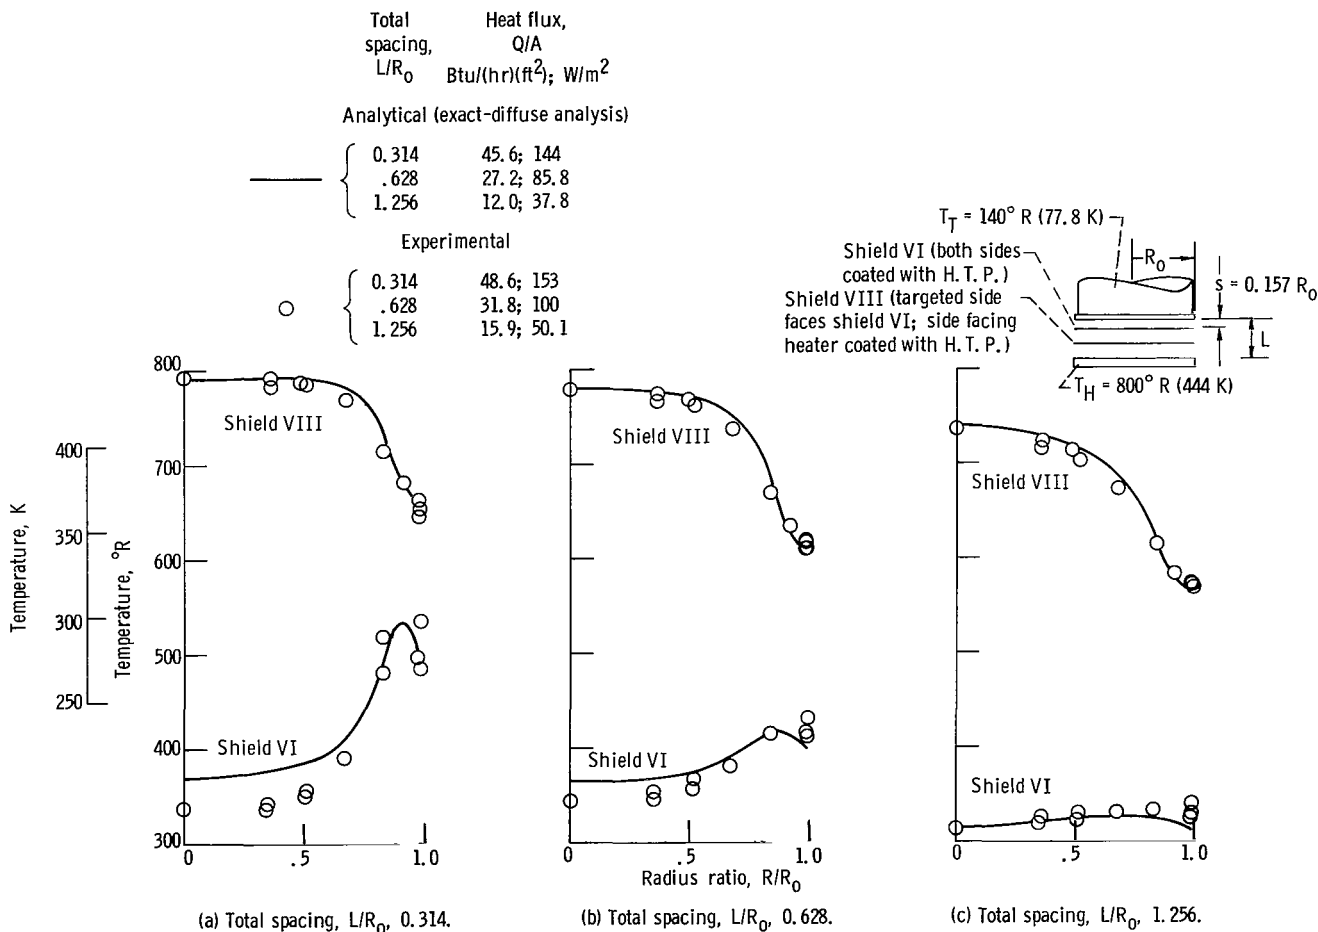 Total spacing, L/R₀
Heat flux, Q/A
Btu/(hr)(ft²); W/m²
Analytical (exact-diffuse analysis)
0.314 45.6; 144
.628 27.2; 85.8
1.256 12.0; 37.8
Experimental
0.314 48.6; 153
.628 31.8; 100
1.256 15.9; 50.1
T_T = 140° R (77.8 K)
R₀
Shield VI (both sides
coated with H. T. P.)
Shield VIII (targeted side
faces shield VI; side facing
heater coated with H. T. P.)
s = 0.157 R₀
L
T_H = 800° R (444 K)
Temperature, K
400
350
300
250
Temperature, °R
800
700
600
500
400
300
Shield VIII
Shield VI
0 .5 1.0
Shield VIII
Shield VI
0 .5 1.0
Shield VIII
Shield VI
0 .5 1.0
Radius ratio, R/R₀
(a) Total spacing, L/R₀, 0.314.
(b) Total spacing, L/R₀, 0.628.
(c) Total spacing, L/R₀, 1.256.